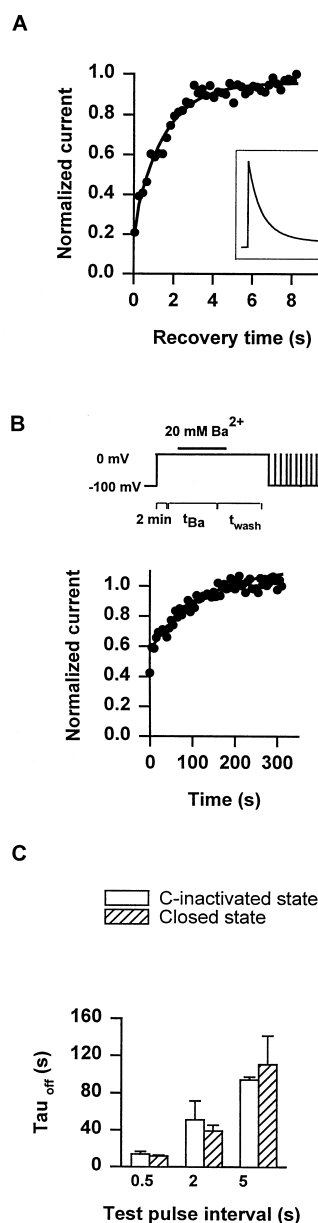 A
Normalized current
1.0
0.8
0.6
0.4
0.2
0.0
0 2 4 6 8
Recovery time (s)
B
20 mM Ba2+
0 mV
-100 mV
2 min tBa twash
Normalized current
1.0
0.8
0.6
0.4
0.2
0.0
0 100 200 300
Time (s)
C
C-inactivated state
Closed state
Tau off (s)
160
120
80
40
0
0.5 2 5
Test pulse interval (s)